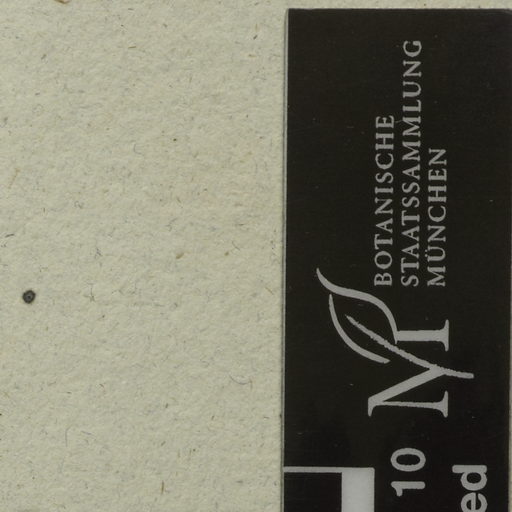 BOTANISCHE
STAATSSAMMLUNG
MÜNCHEN
M
10
ed